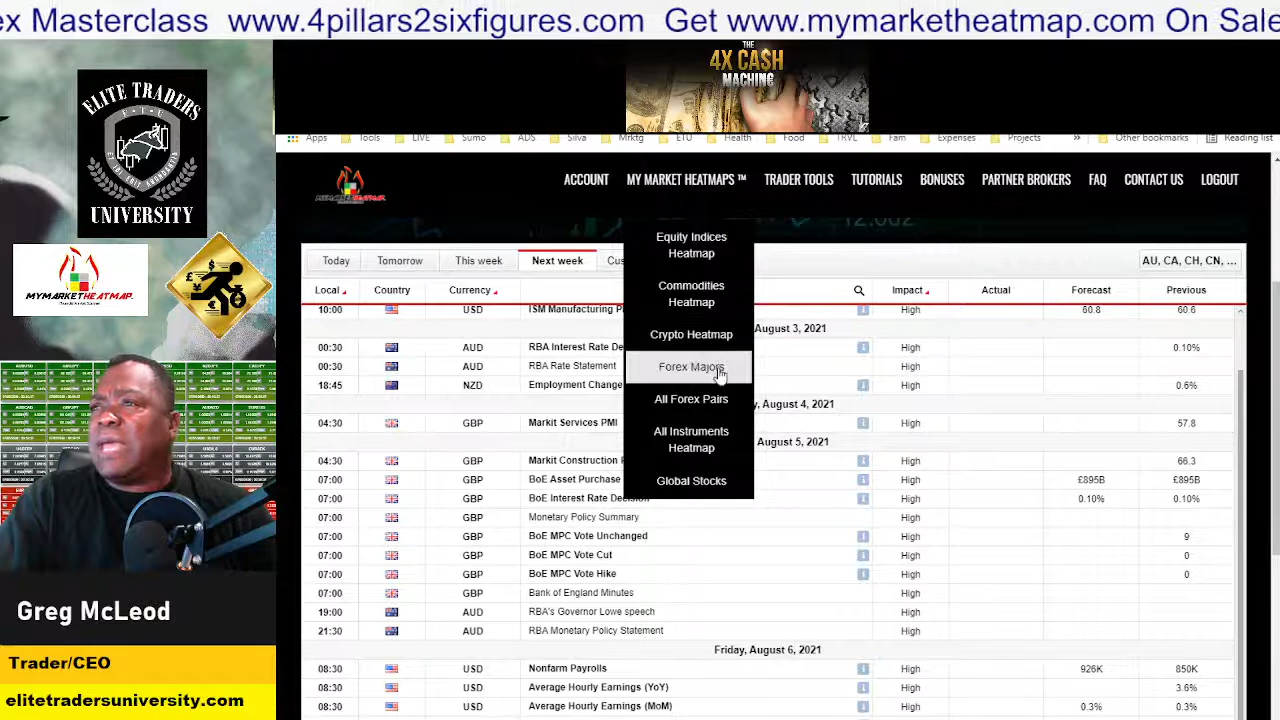 ex Masterclass www.4pillars2sixfigures.com Get www.mymarketheatmap.com On Sale
THE
4X CASH
MACHINE
ELITE TRADERS
E·T·U
UNIVERSITY
MYMARKETHEATMAP.
Greg McLeod
Trader/CEO
elitetradersuniversity.com
Apps Tools LIVE Sumo ADS Silva Mrktg ETU Health Food TRVL Fam Expenses Projects » Other bookmarks Reading list
ACCOUNT MY MARKET HEATMAPS ™ TRADER TOOLS TUTORIALS BONUSES PARTNER BROKERS FAQ CONTACT US LOGOUT
Equity Indices
Heatmap
Commodities
Heatmap
Crypto Heatmap
Forex Majors
All Forex Pairs
All Instruments
Heatmap
Global Stocks
Today Tomorrow This week Next week Cus AU, CA, CH, CN, ...
Local Country Currency Impact Actual Forecast Previous
10:00 USD ISM Manufacturing P High 60.8 60.6
August 3, 2021
00:30 AUD RBA Interest Rate De High 0.10%
00:30 AUD RBA Rate Statement High
18:45 NZD Employment Change High 0.6%
y, August 4, 2021
04:30 GBP Markit Services PMI High 57.8
August 5, 2021
04:30 GBP Markit Construction High 66.3
07:00 GBP BoE Asset Purchase High £895B £895B
07:00 GBP BoE Interest Rate Decision High 0.10% 0.10%
07:00 GBP Monetary Policy Summary High
07:00 GBP BoE MPC Vote Unchanged High 9
07:00 GBP BoE MPC Vote Cut High 0
07:00 GBP BoE MPC Vote Hike High 0
07:00 GBP Bank of England Minutes High
19:00 AUD RBA's Governor Lowe speech High
21:30 AUD RBA Monetary Policy Statement High
Friday, August 6, 2021
08:30 USD Nonfarm Payrolls High 926K 850K
08:30 USD Average Hourly Earnings (YoY) High 3.6%
08:30 USD Average Hourly Earnings (MoM) High 0.3% 0.3%